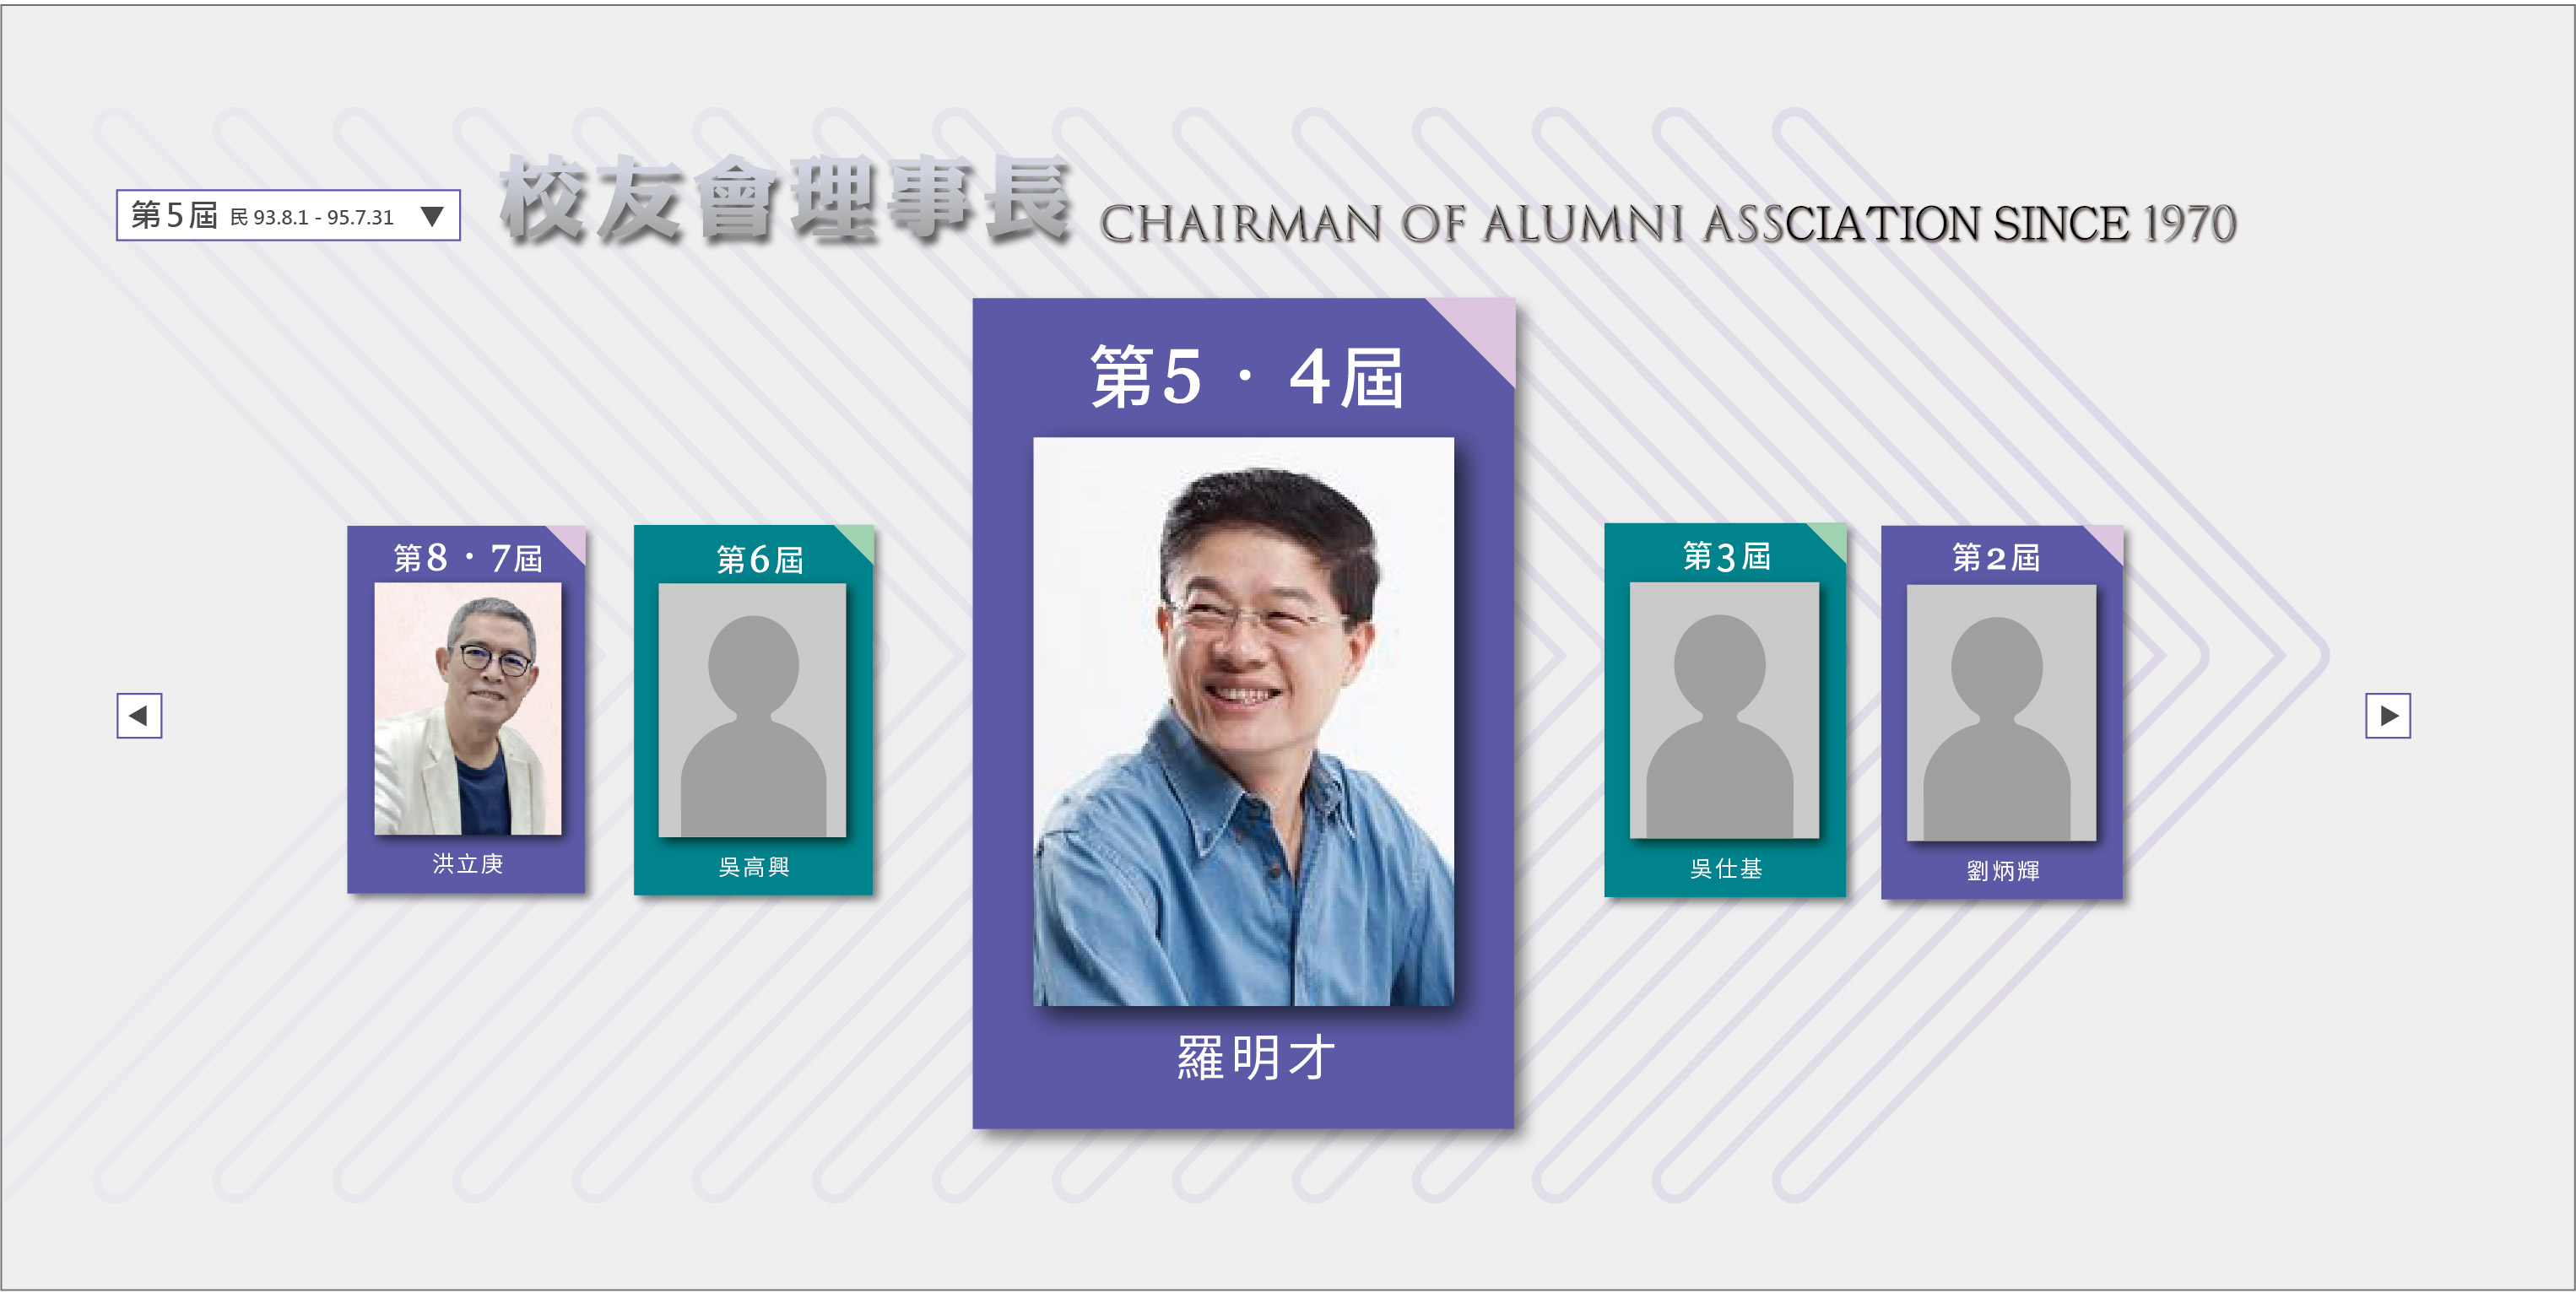 第5屆 民 93.8.1 - 95.7.31 ▼
校友會理事長 CHAIRMAN OF ALUMNI ASSCIATION SINCE 1970
第8・7屆
洪立庚
第6屆
吳高興
第5・4屆
羅明才
第3屆
吳仕基
第2屆
劉炳輝